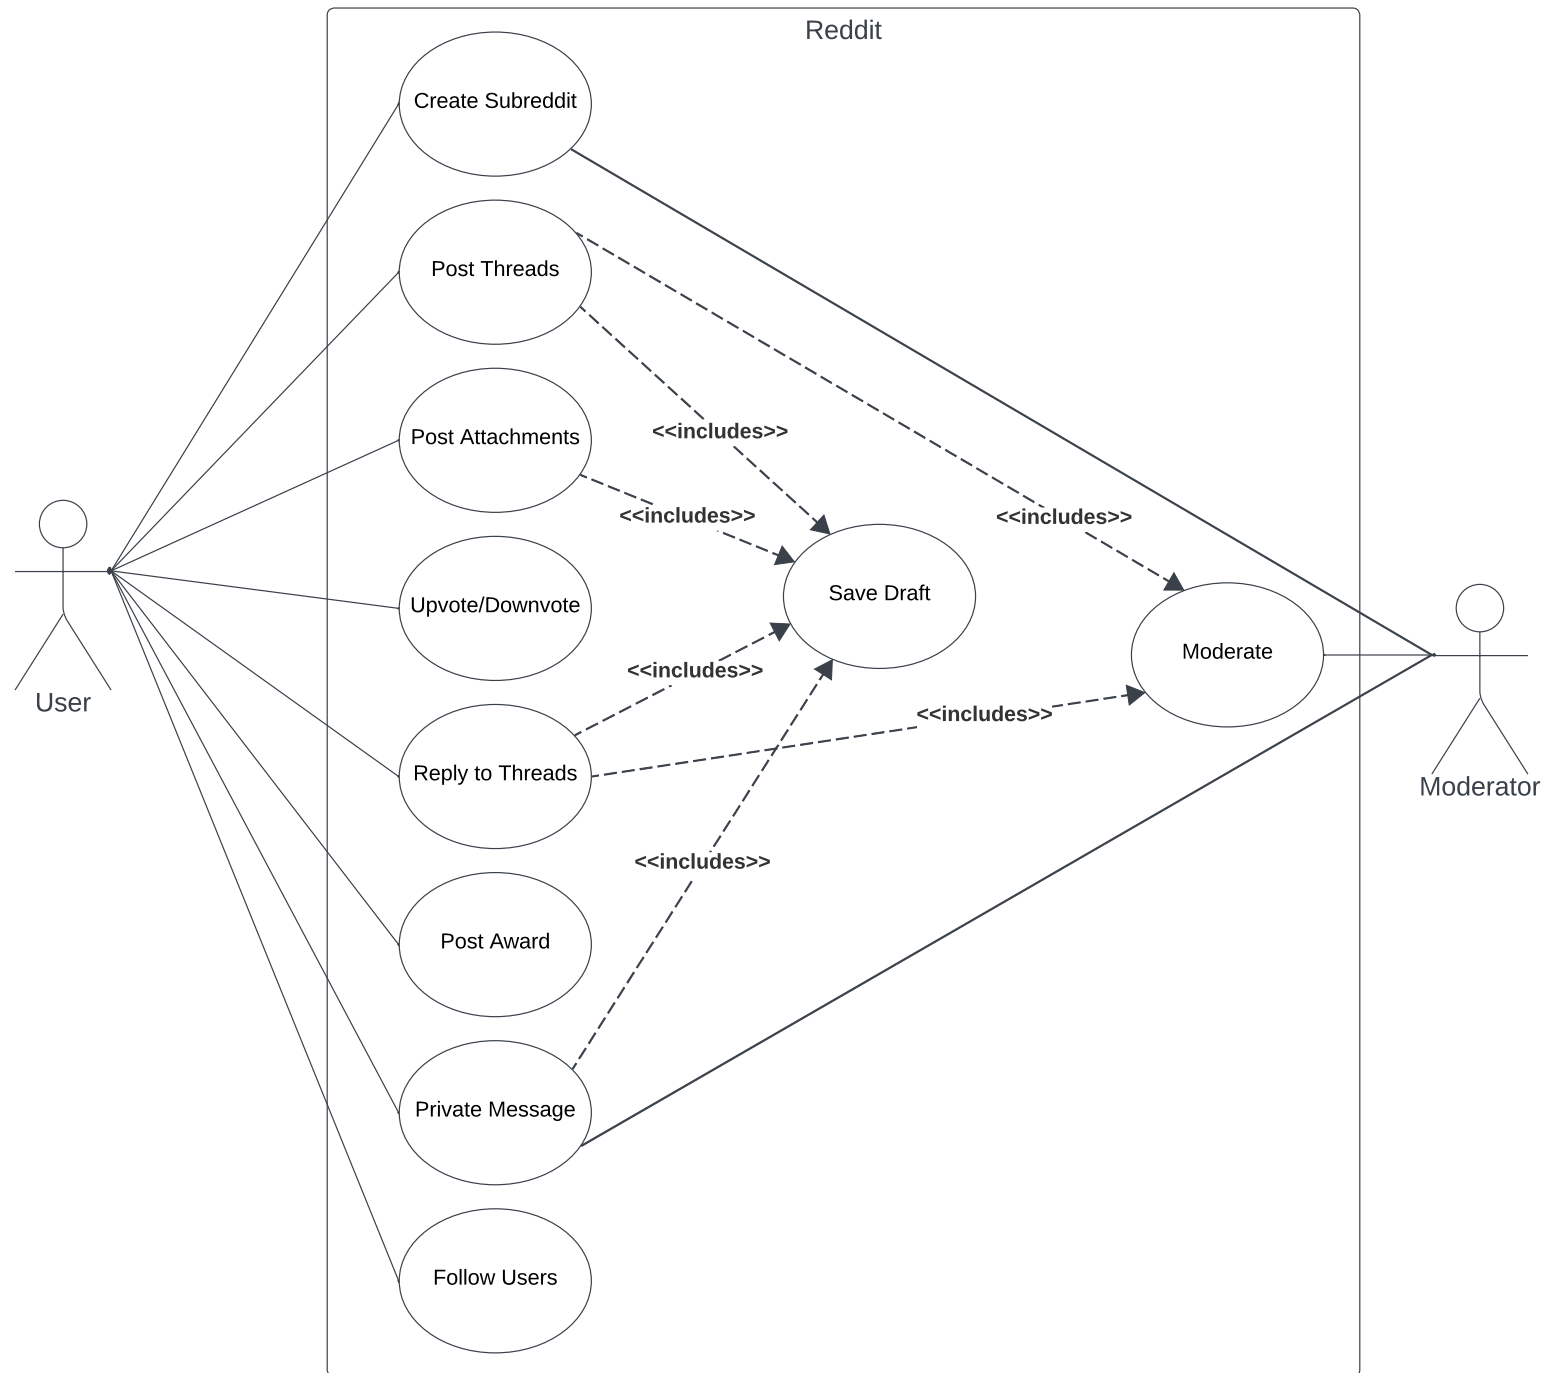 Reddit
Create Subreddit
Post Threads
<<includes>>
Post Attachments
<<includes>>
<<includes>>
Save Draft
Upvote/Downvote
Moderate
<<includes>>
User
<<includes>>
Reply to Threads
Moderator
<<includes>>
Post Award
Private Message
Follow Users